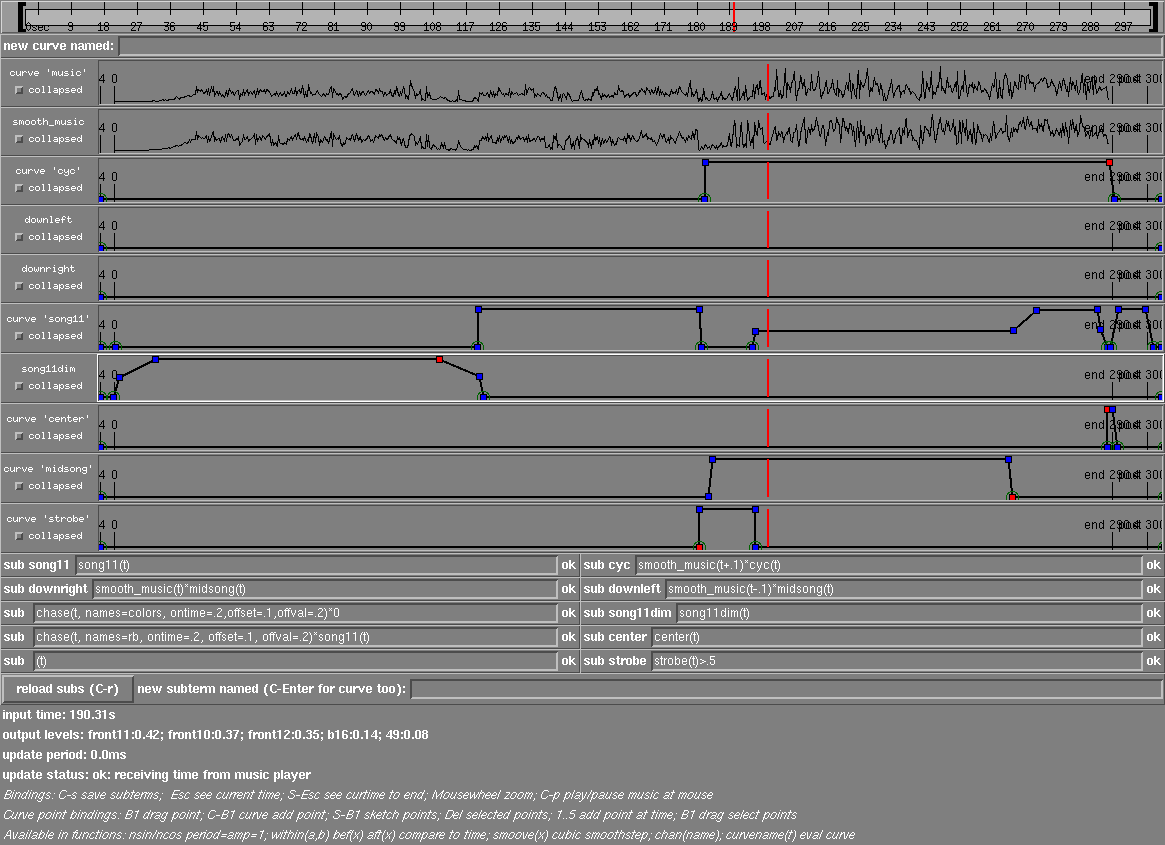 0sec 9 18 27 36 45 54 63 72 81 90 99 108 117 126 135 144 153 162 171 180 189 198 207 216 225 234 243 252 261 270 279 288 297
new curve named:
curve 'music'
collapsed
4 0
end 290.4
300
smooth_music
collapsed
4 0
end 290.4
300
curve 'cyc'
collapsed
4 0
end 290.4
300
downleft
collapsed
4 0
end 290.4
300
downright
collapsed
4 0
end 290.4
300
curve 'song11'
collapsed
4 0
end 290.4
300
song11dim
collapsed
4 0
end 290.4
300
curve 'center'
collapsed
4 0
end 290.4
300
curve 'midsong'
collapsed
4 0
end 290.4
300
curve 'strobe'
collapsed
4 0
end 290.4
300
sub song11 song11(t) ok sub cyc smooth_music(t+.1)*cyc(t) ok
sub downright smooth_music(t)*midsong(t) ok sub downleft smooth_music(t-.1)*midsong(t) ok
sub chase(t, names=colors, ontime=.2,offset=.1,offval=.2)*0 ok sub song11dim song11dim(t) ok
sub chase(t, names=rb, ontime=.2, offset=.1, offval=.2)*song11(t) ok sub center center(t) ok
sub (t) ok sub strobe strobe(t)>.5 ok
reload subs (C-r) new subterm named (C-Enter for curve too):
input time: 190.31s
output levels: front11:0.42; front10:0.37; front12:0.35; b16:0.14; 49:0.08
update period: 0.0ms
update status: ok: receiving time from music player
Bindings: C-s save subterms;  Esc see current time; S-Esc see curtime to end; Mousewheel zoom; C-p play/pause music at mouse
Curve point bindings: B1 drag point; C-B1 curve add point; S-B1 sketch points; Del selected points; 1..5 add point at time; B1 drag select points
Available in functions: nsin/ncos period=amp=1; within(a,b) bef(x) aft(x) compare to time; smoove(x) cubic smoothstep; chan(name); curvename(t) eval curve